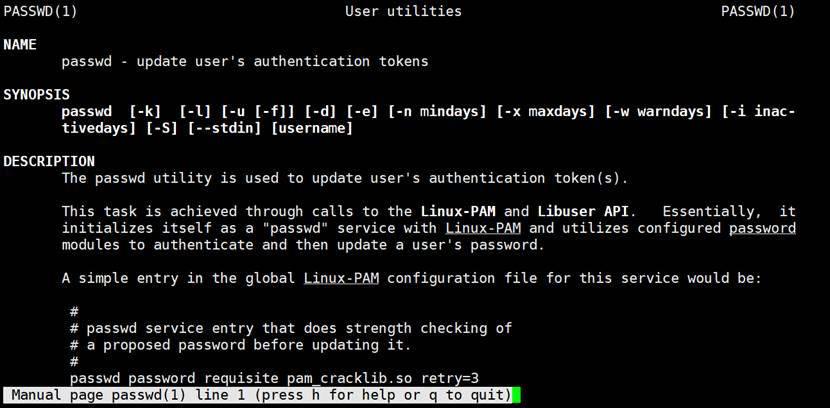 PASSWD(1) User utilities PASSWD(1)
NAME
passwd - update user's authentication tokens
SYNOPSIS
passwd [-k] [-l] [-u [-f]] [-d] [-e] [-n mindays] [-x maxdays] [-w warndays] [-i inac-
tivedays] [-S] [--stdin] [username]
DESCRIPTION
The passwd utility is used to update user's authentication token(s).
This task is achieved through calls to the Linux-PAM and Libuser API. Essentially, it
initializes itself as a "passwd" service with Linux-PAM and utilizes configured password
modules to authenticate and then update a user's password.
A simple entry in the global Linux-PAM configuration file for this service would be:
#
# passwd service entry that does strength checking of
# a proposed password before updating it.
#
passwd password requisite pam_cracklib.so retry=3
Manual page passwd(1) line 1 (press h for help or q to quit)